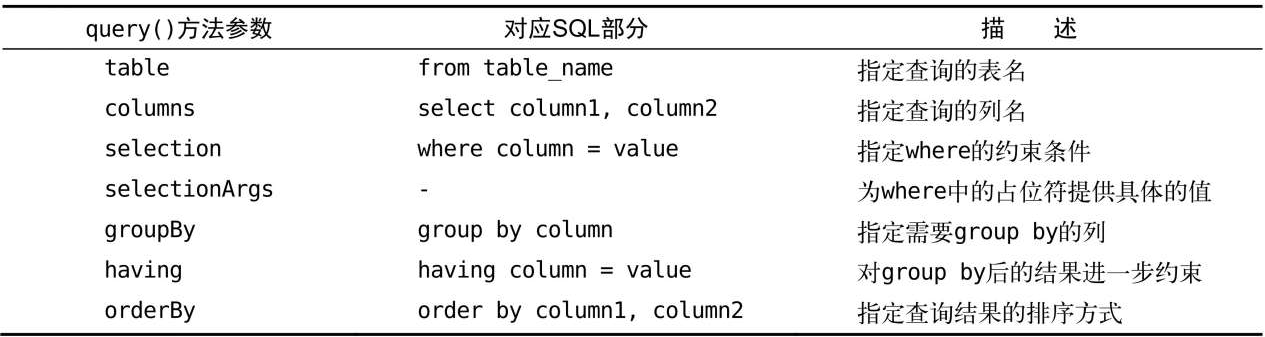 query()方法参数 对应SQL部分 描 述
table from table_name 指定查询的表名
columns select column1, column2 指定查询的列名
selection where column = value 指定where的约束条件
selectionArgs - 为where中的占位符提供具体的值
groupBy group by column 指定需要group by的列
having having column = value 对group by后的结果进一步约束
orderBy order by column1, column2 指定查询结果的排序方式